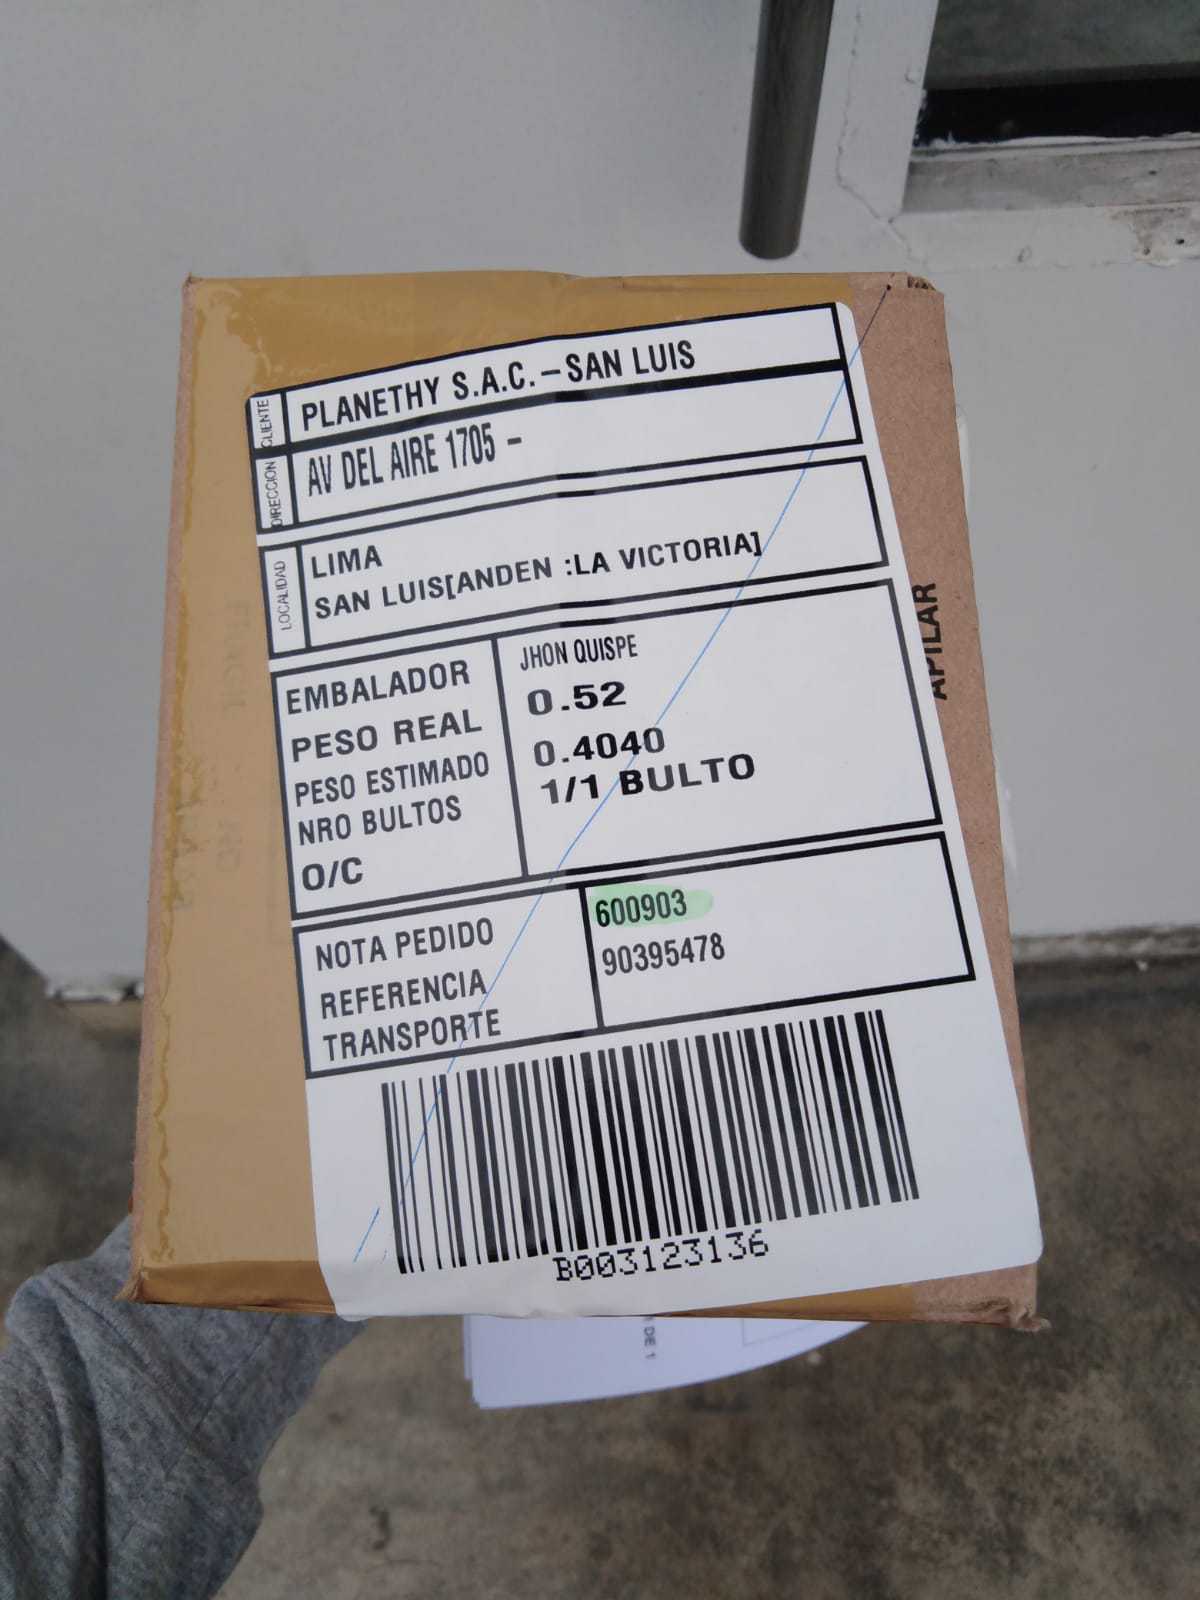 CLIENTE
PLANETHY S.A.C. – SAN LUIS
DIRECCION
AV DEL AIRE 1705 –
LOCALIDAD
LIMA
SAN LUIS[ANDEN :LA VICTORIA]
EMBALADOR JHON QUISPE
PESO REAL 0.52
PESO ESTIMADO 0.4040
NRO BULTOS 1/1 BULTO
O/C
NOTA PEDIDO 600903
REFERENCIA 90395478
TRANSPORTE
B003123136
APILAR
DE 1